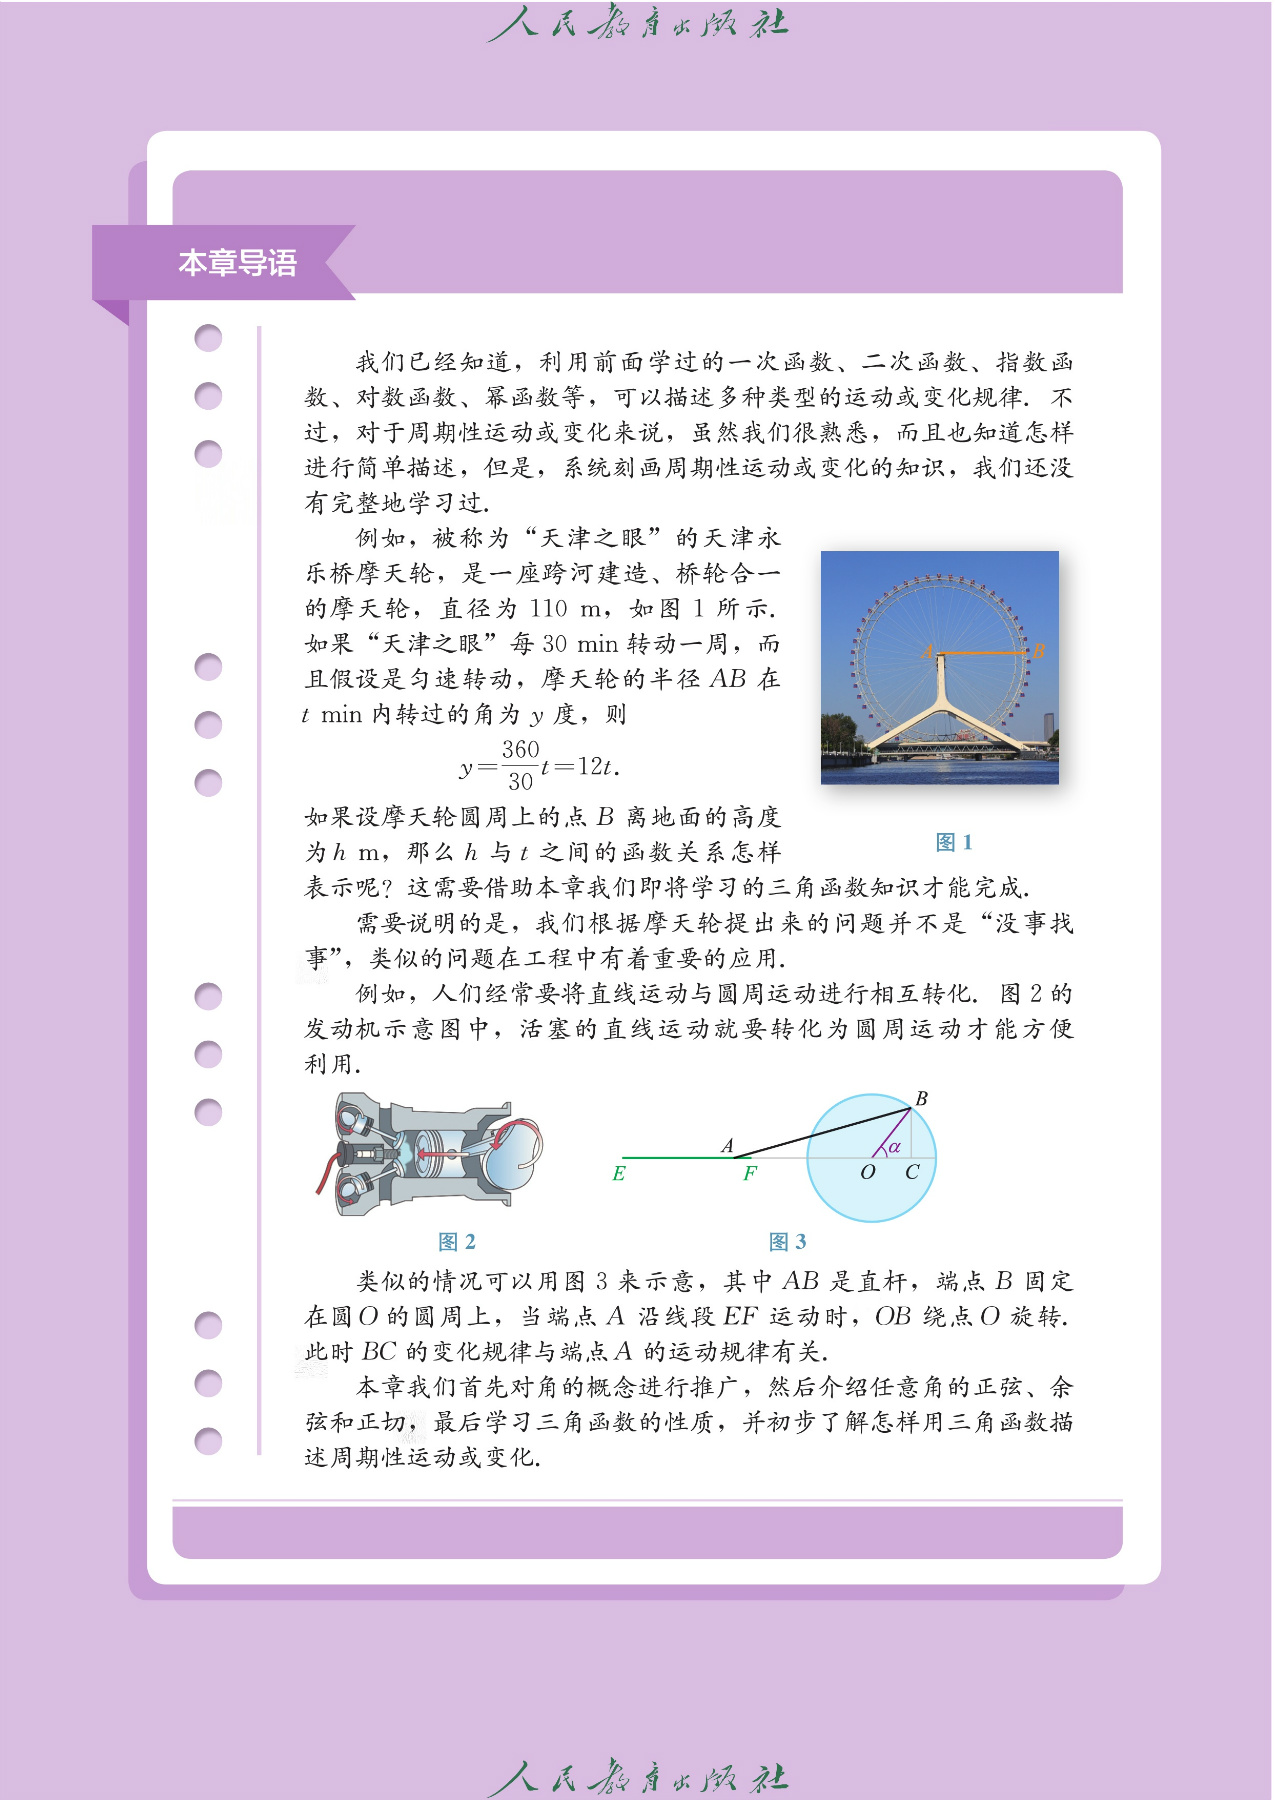 人民教育出版社
本章导语
我们已经知道，利用前面学过的一次函数、二次函数、指数函
数、对数函数、幂函数等，可以描述多种类型的运动或变化规律．不
过，对于周期性运动或变化来说，虽然我们很熟悉，而且也知道怎样
进行简单描述，但是，系统刻画周期性运动或变化的知识，我们还没
有完整地学习过．
例如，被称为“天津之眼”的天津永
乐桥摩天轮，是一座跨河建造、桥轮合一
的摩天轮，直径为 110 m，如图 1 所示．
如果“天津之眼”每 30 min 转动一周，而
且假设是匀速转动，摩天轮的半径 AB 在
t min 内转过的角为 y 度，则
y=360/30 t=12t.
如果设摩天轮圆周上的点 B 离地面的高度
为 h m，那么 h 与 t 之间的函数关系怎样
表示呢？这需要借助本章我们即将学习的三角函数知识才能完成．
A B
图 1
需要说明的是，我们根据摩天轮提出来的问题并不是“没事找
事”，类似的问题在工程中有着重要的应用．
例如，人们经常要将直线运动与圆周运动进行相互转化．图 2 的
发动机示意图中，活塞的直线运动就要转化为圆周运动才能方便
利用．
B
A α
E F O C
图 2 图 3
类似的情况可以用图 3 来示意，其中 AB 是直杆，端点 B 固定
在圆 O 的圆周上，当端点 A 沿线段 EF 运动时，OB 绕点 O 旋转．
此时 BC 的变化规律与端点 A 的运动规律有关．
本章我们首先对角的概念进行推广，然后介绍任意角的正弦、余
弦和正切，最后学习三角函数的性质，并初步了解怎样用三角函数描
述周期性运动或变化．
人民教育出版社